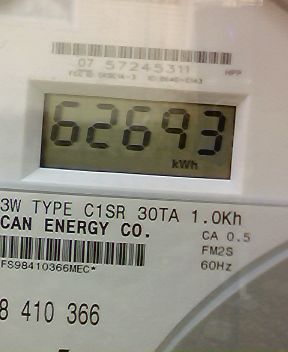 07 57245311 HPP
62693
kWh
3W TYPE C1SR 30TA 1.0Kh
CAN ENERGY CO.
CA 0.5
FM2S
FS98410366MEC*
60Hz
8 410 366